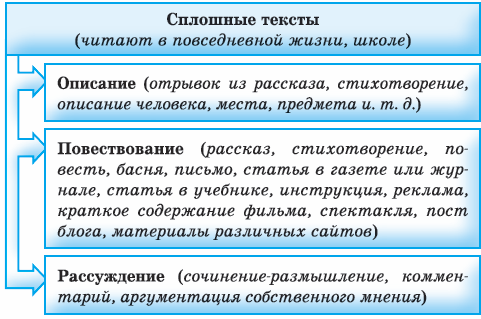 Сплошные тексты
(читают в повседневной жизни, школе)
Описание (отрывок из рассказа, стихотворение,
описание человека, места, предмета и. т. д.)
Повествование (рассказ, стихотворение, по-
весть, басня, письмо, статья в газете или жур-
нале, статья в учебнике, инструкция, реклама,
краткое содержание фильма, спектакля, пост
блога, материалы различных сайтов)
Рассуждение (сочинение-размышление, коммен-
тарий, аргументация собственного мнения)